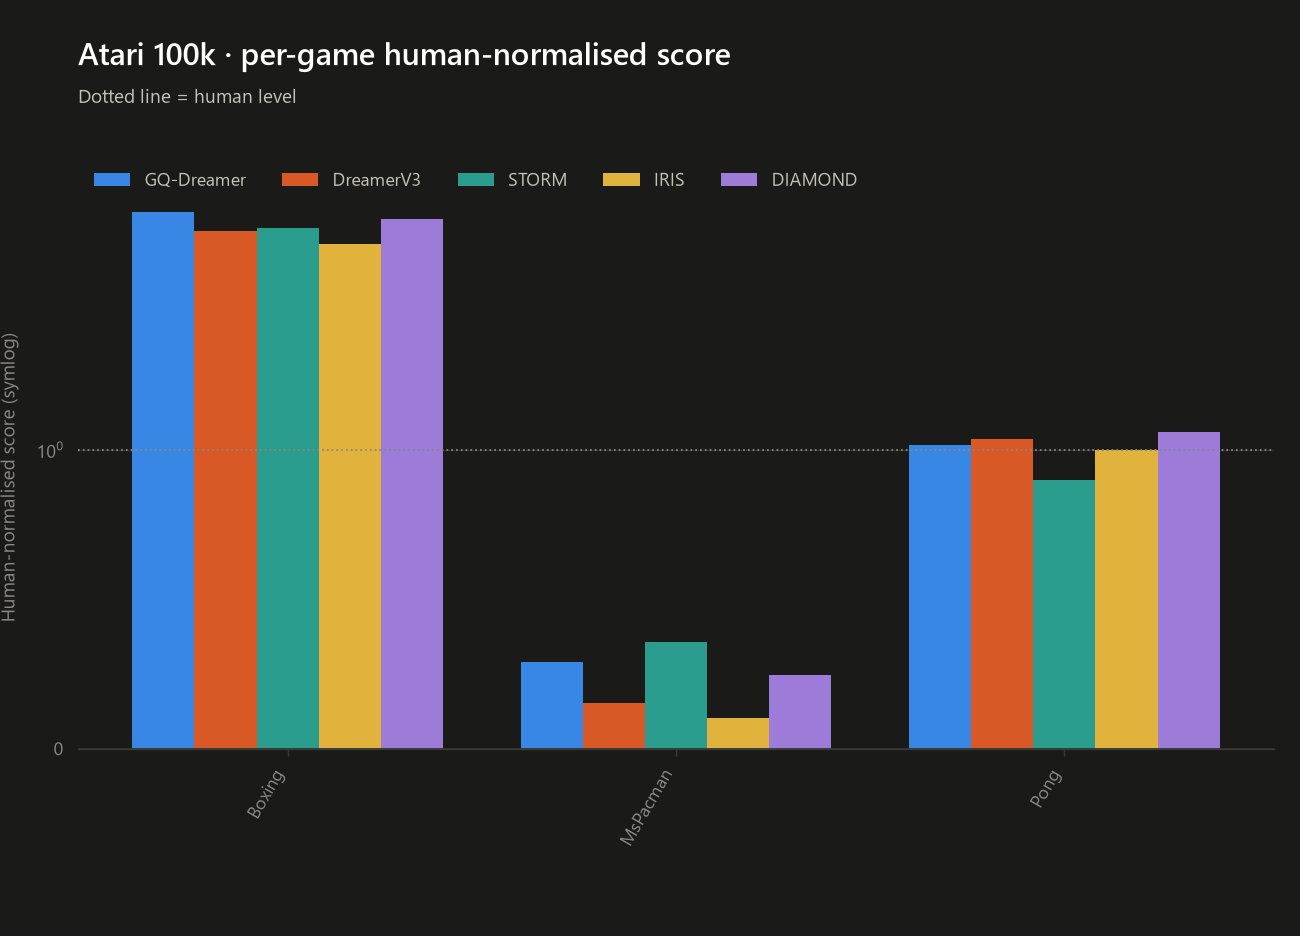 Atari 100k · per-game human-normalised score
Dotted line = human level
GQ-Dreamer DreamerV3 STORM IRIS DIAMOND
Human-normalised score (symlog)
10⁰
0
Boxing MsPacman Pong